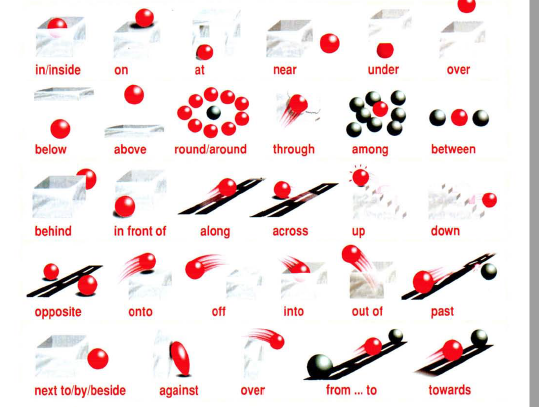 in/inside on at near under over
below above round/around through among between
behind in front of along across up down
opposite onto off into out of past
next to/by/beside against over from ... to towards